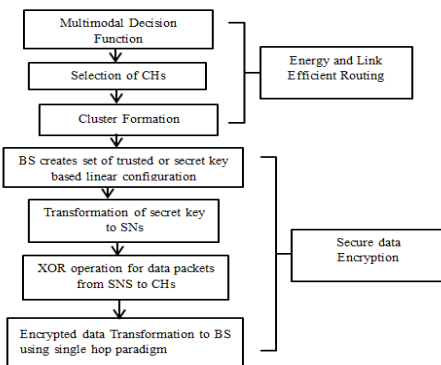 Multimodal Decision
Function
Selection of CHs
Cluster Formation
Energy and Link
Efficient Routing
BS creates set of trusted or secret key
based linear configuration
Transformation of secret key
to SNs
XOR operation for data packets
from SNS to CHs
Encrypted data Transformation to BS
using single hop paradigm
Secure data
Encryption